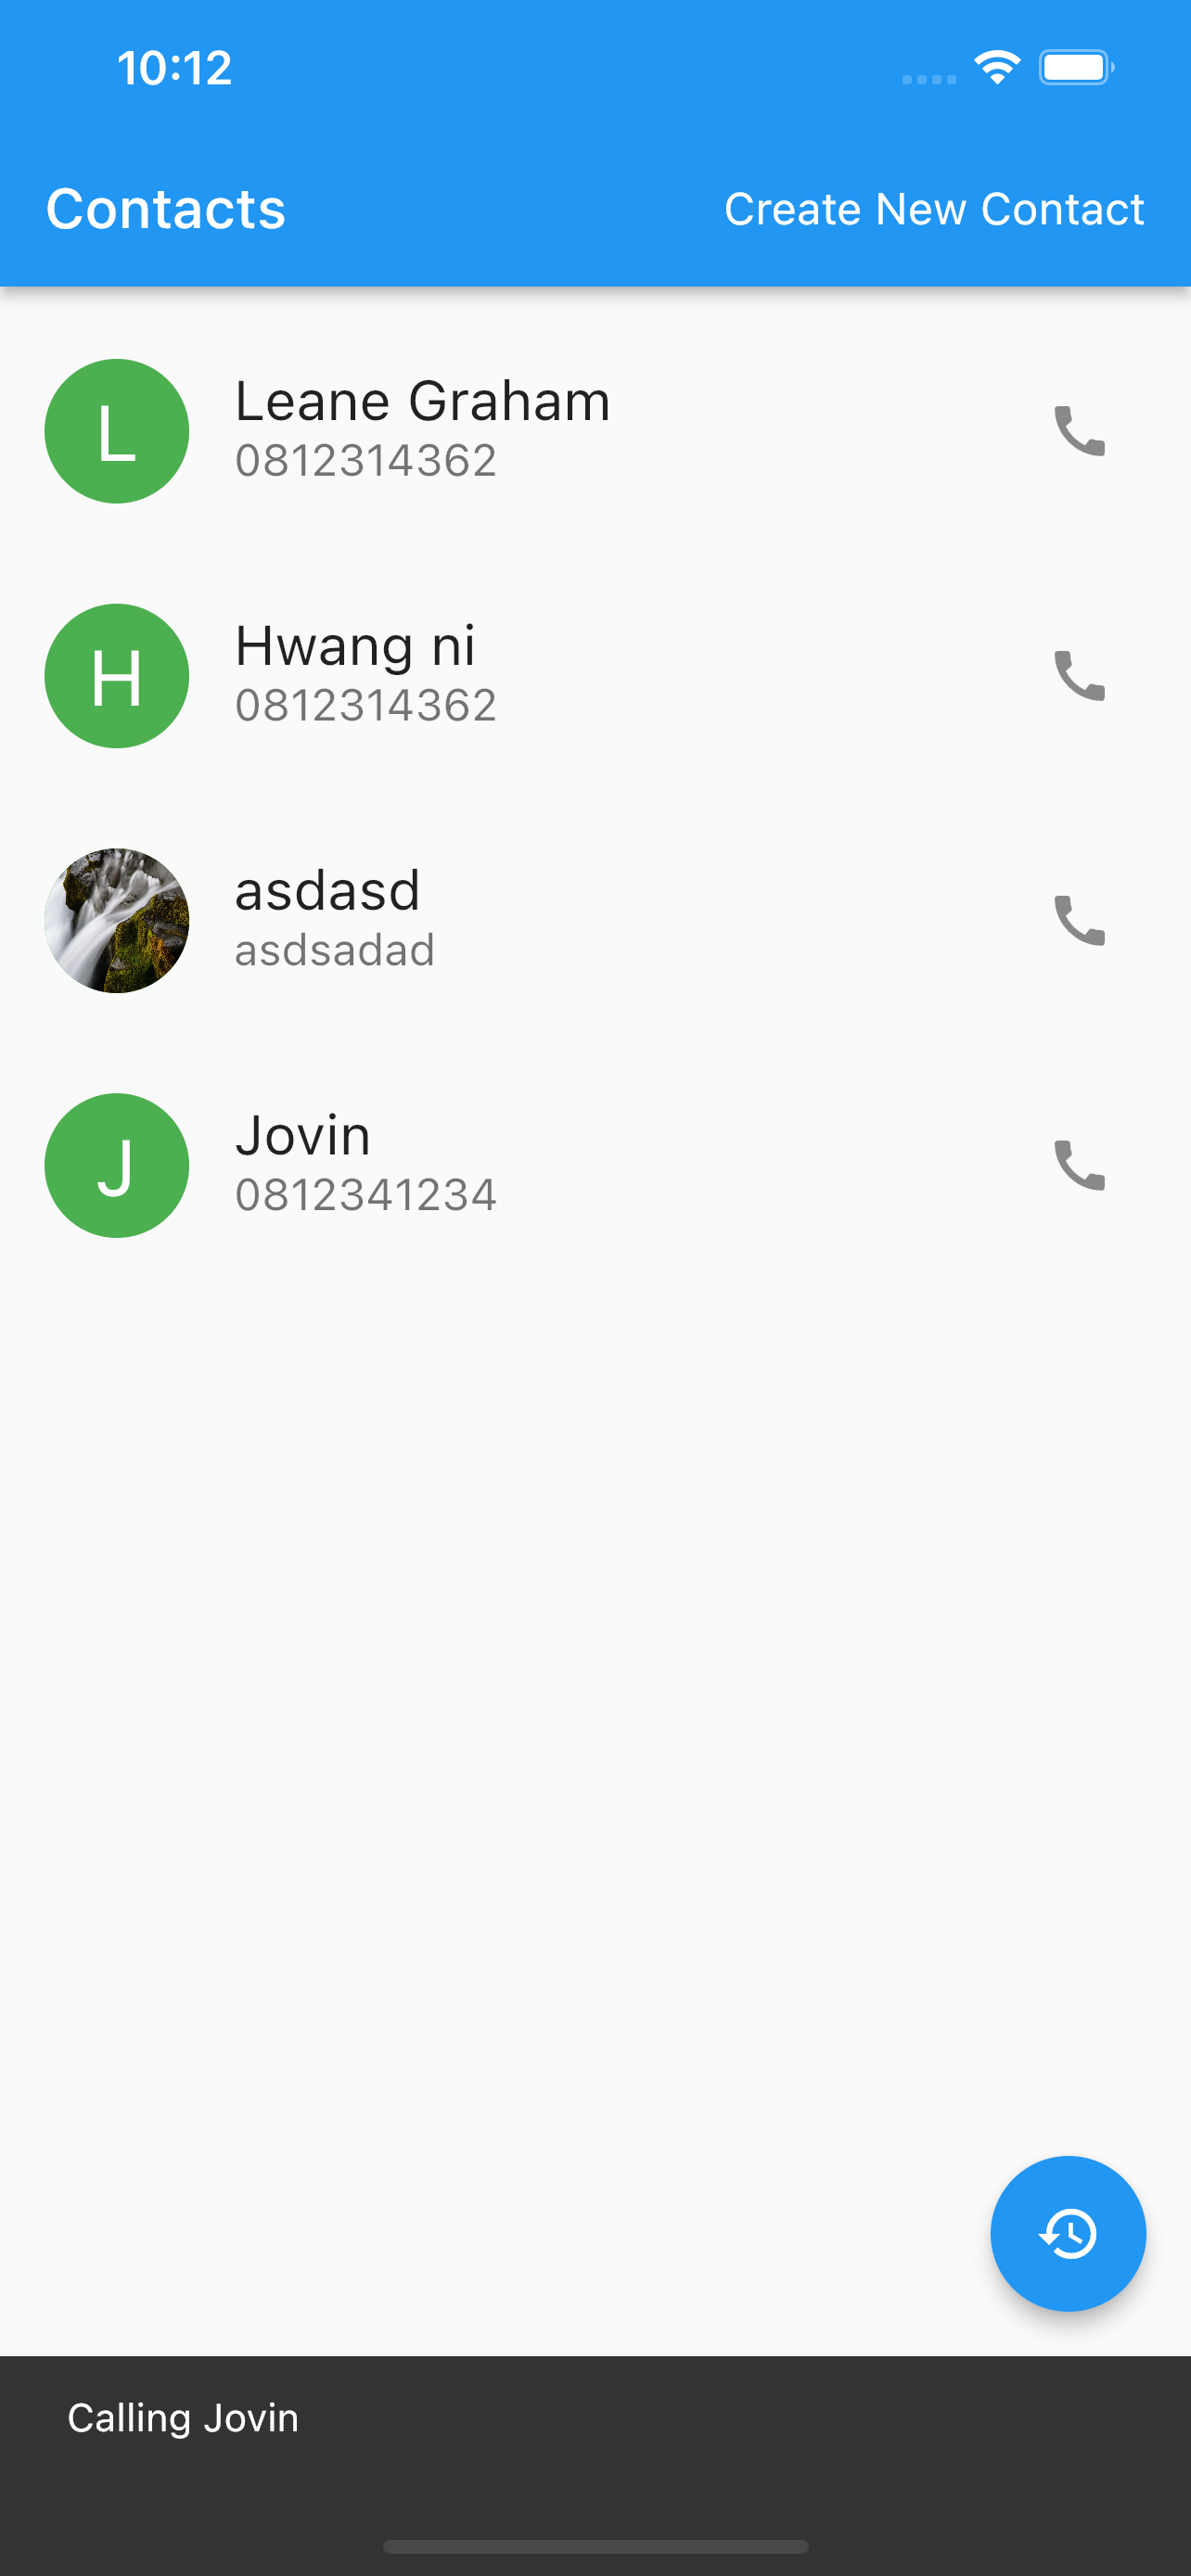 10:12
Contacts
Create New Contact
L
Leane Graham
0812314362
H
Hwang ni
0812314362
asdasd
asdsadad
J
Jovin
0812341234
Calling Jovin